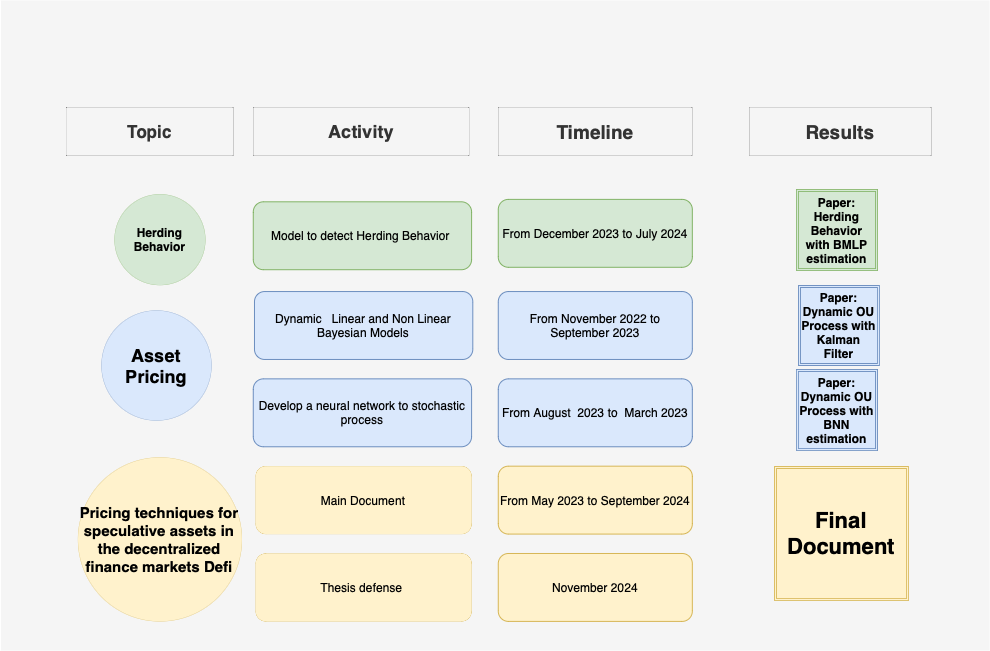 Topic
Activity
Timeline
Results
Herding
Behavior
Model to detect Herding Behavior
From December 2023 to July 2024
Paper:
Herding
Behavior
with BMLP
estimation
Asset
Pricing
Dynamic   Linear and Non Linear
Bayesian Models
From November 2022 to
September 2023
Paper:
Dynamic OU
Process with
Kalman
Filter
Develop a neural network to stochastic
process
From August  2023 to  March 2023
Paper:
Dynamic OU
Process with
BNN
estimation
Pricing techniques for
speculative assets in
the decentralized
finance markets Defi
Main Document
From May 2023 to September 2024
Thesis defense
November 2024
Final
Document